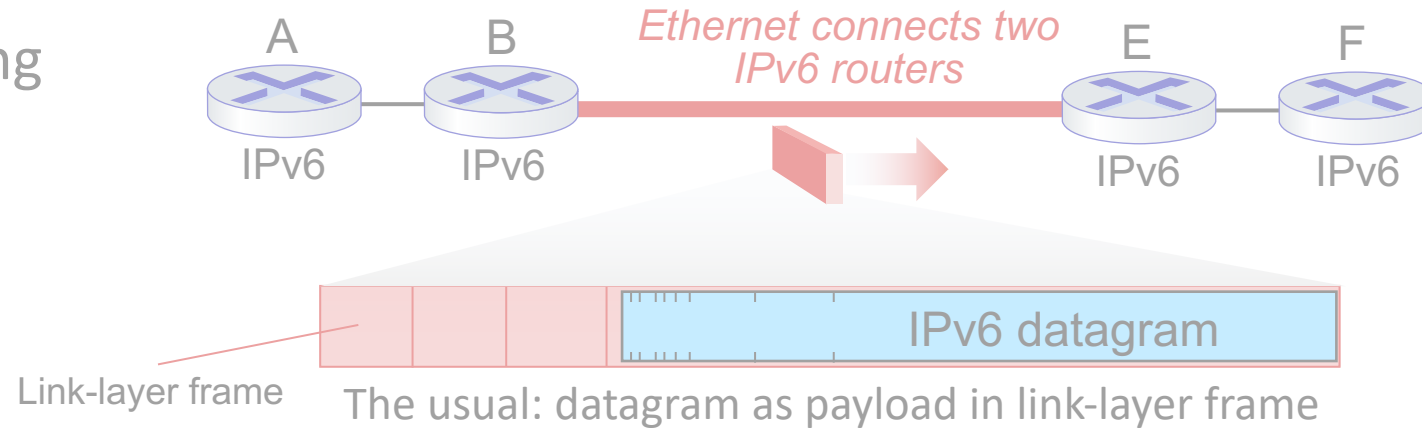 ng
A
B
Ethernet connects two
IPv6 routers
E
F
IPv6
IPv6
IPv6
IPv6
IPv6 datagram
Link-layer frame
The usual: datagram as payload in link-layer frame